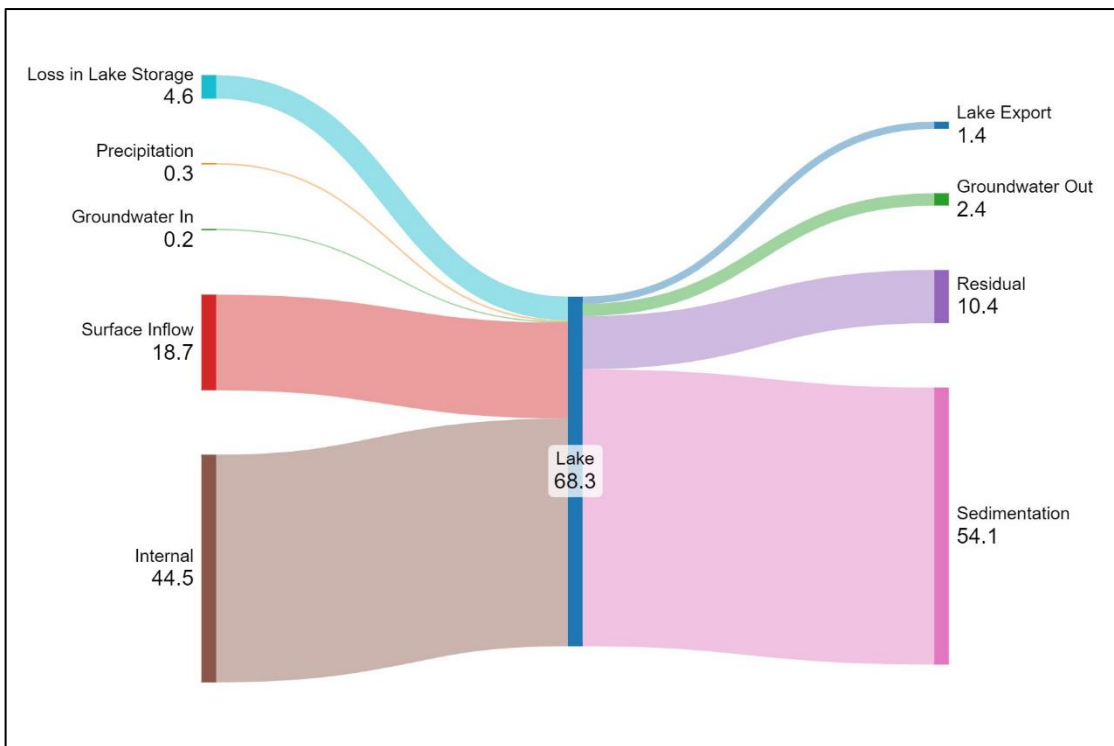 Loss in Lake Storage
4.6
Precipitation
0.3
Groundwater In
0.2
Surface Inflow
18.7
Internal
44.5
Lake
68.3
Lake Export
1.4
Groundwater Out
2.4
Residual
10.4
Sedimentation
54.1